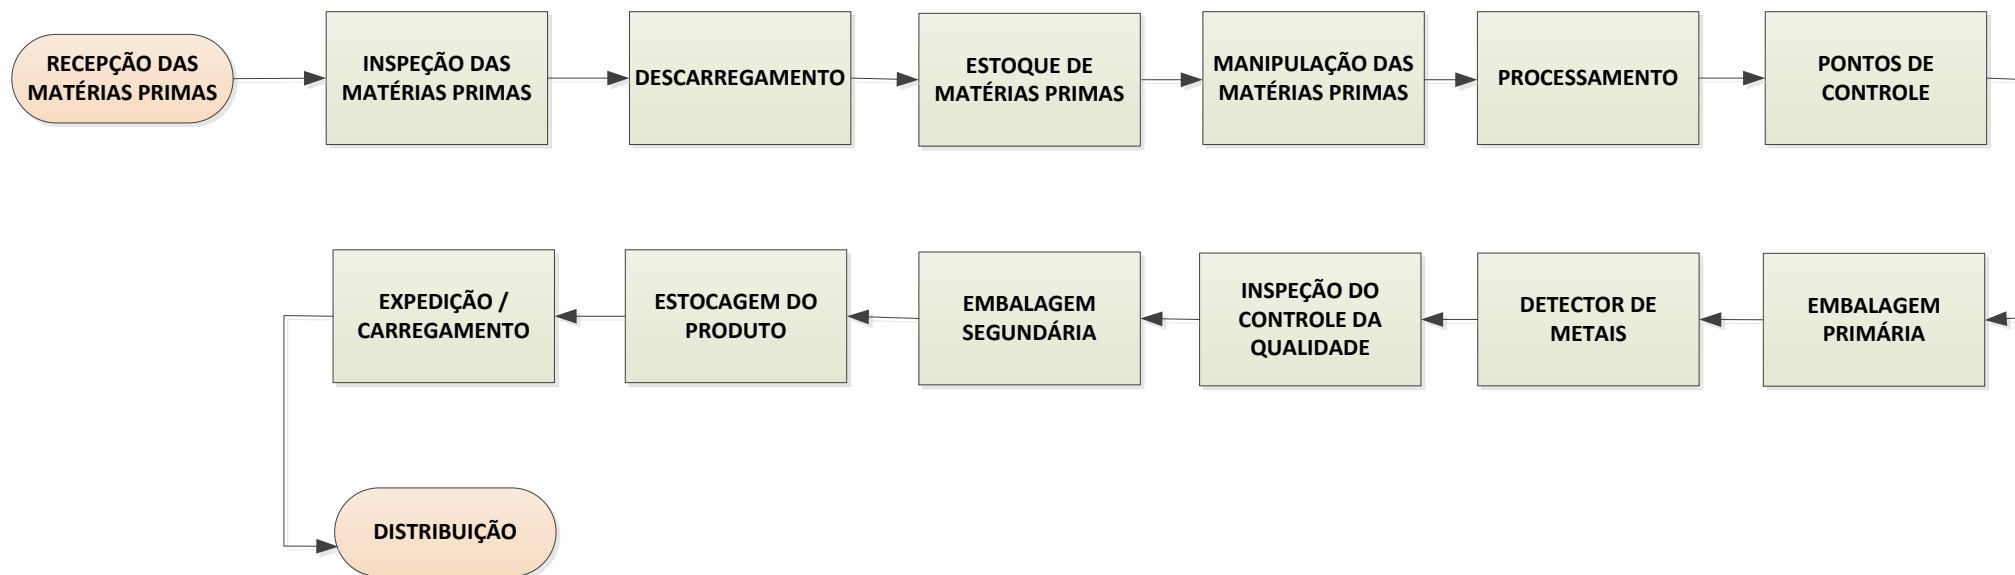 RECEPÇÃO DAS
MATÉRIAS PRIMAS
INSPEÇÃO DAS
MATÉRIAS PRIMAS
DESCARREGAMENTO
ESTOQUE DE
MATÉRIAS PRIMAS
MANIPULAÇÃO DAS
MATÉRIAS PRIMAS
PROCESSAMENTO
PONTOS DE
CONTROLE
EMBALAGEM
PRIMÁRIA
DETECTOR DE
METAIS
INSPEÇÃO DO
CONTROLE DA
QUALIDADE
EMBALAGEM
SEGUNDÁRIA
ESTOCAGEM DO
PRODUTO
EXPEDIÇÃO /
CARREGAMENTO
DISTRIBUIÇÃO